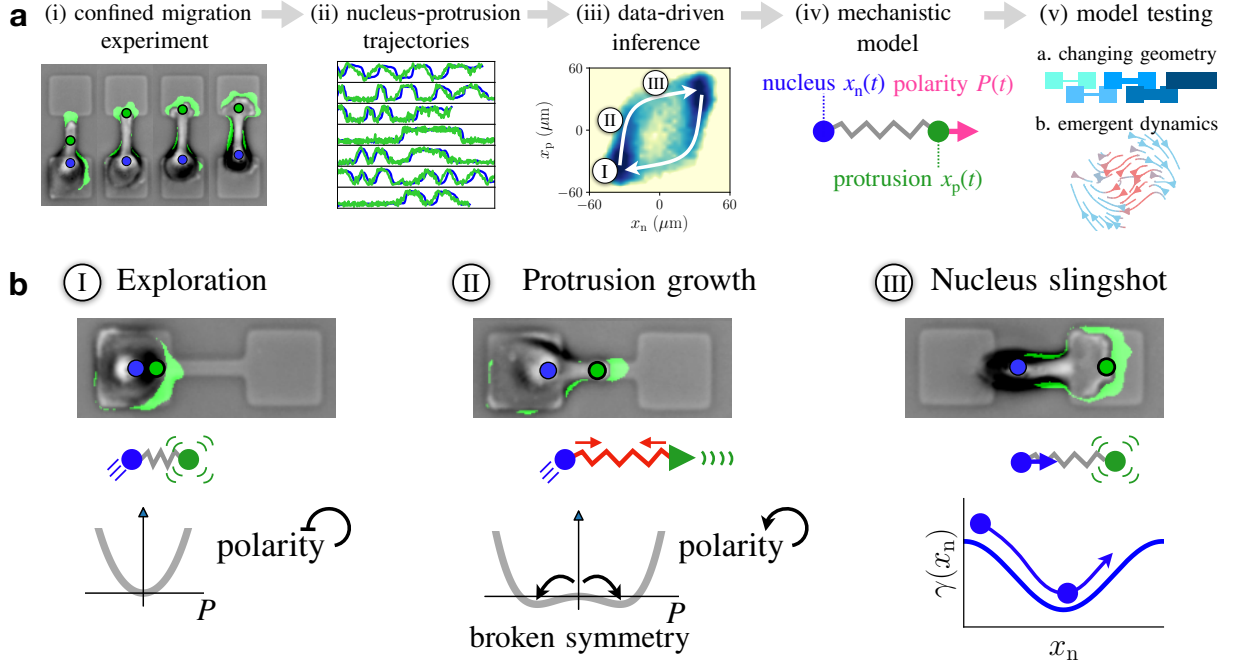 a
(i) confined migration
experiment
(ii) nucleus-protrusion
trajectories
(iii) data-driven
inference
(iv) mechanistic
model
(v) model testing
60
0
−60
x_p (μm)
−60
0
60
x_n (μm)
I
II
III
nucleus x_n(t) polarity P(t)
protrusion x_p(t)
a. changing geometry
b. emergent dynamics
b
I Exploration
polarity
P
II Protrusion growth
polarity
P
broken symmetry
III Nucleus slingshot
γ(x_n)
x_n